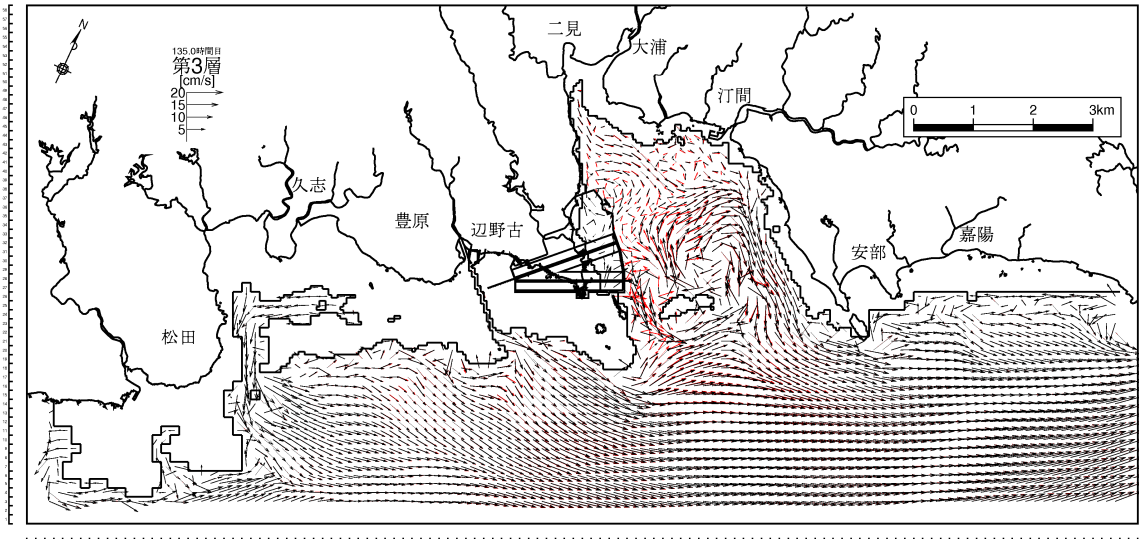 N
135.0時間目
第3層
[cm/s]
20
15
10
5
二見
大浦
汀間
0 1 2 3km
久志
豊原
辺野古
安部
嘉陽
松田